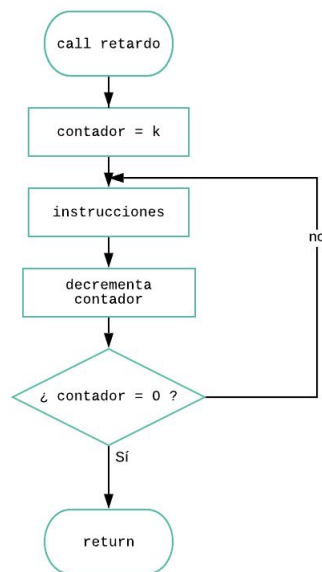 call retardo
contador = k
instrucciones
no
decrementa
contador
¿ contador = 0 ?
Sí
return